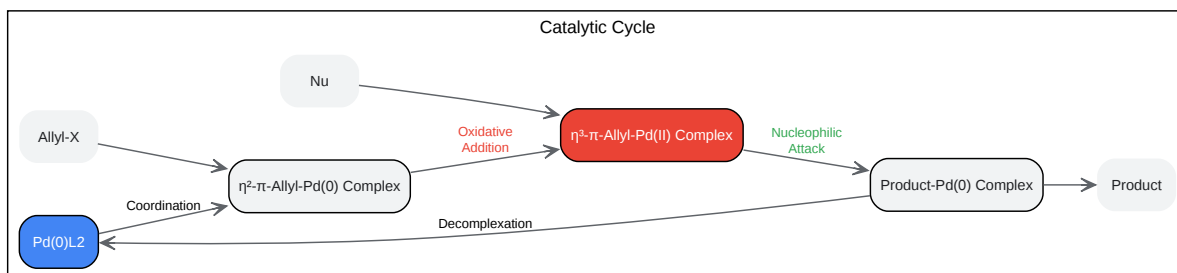 Catalytic Cycle
Nu
Allyl-X
Oxidative
Addition
η³-π-Allyl-Pd(II) Complex
Nucleophilic
Attack
η²-π-Allyl-Pd(0) Complex
Product-Pd(0) Complex
Product
Coordination
Decomplexation
Pd(0)L2